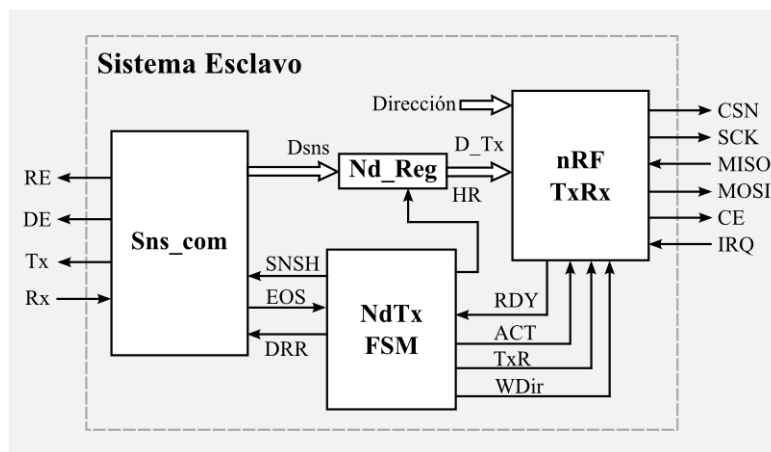 Sistema Esclavo
Dirección
CSN
SCK
MISO
MOSI
CE
IRQ
nRF
TxRx
Dsns
D_Tx
Nd_Reg
HR
RE
DE
Tx
Rx
Sns_com
SNSH
EOS
DRR
NdTx
FSM
RDY
ACT
TxR
WDir